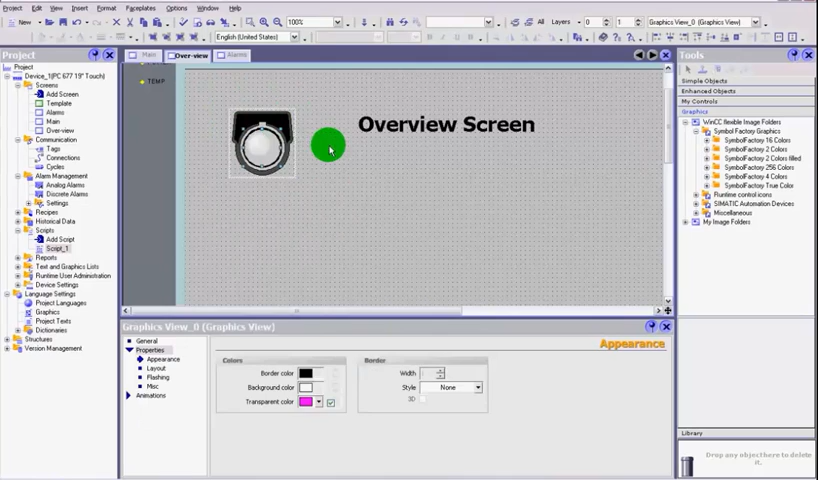 Project Edit View Insert Format Faceplates Options Window Help
New 100% Layers 0 1 Graphics View_0 (Graphics View)
English (United States)
Project
Project
Device_1(PC 677 19" Touch)
Screens
Add Screen
Template
Alarms
Main
Over-view
Communication
Tags
Connections
Cycles
Alarm Management
Analog Alarms
Discrete Alarms
Settings
Recipes
Historical Data
Scripts
Add Script
Script_1
Reports
Text and Graphics Lists
Runtime User Administration
Device Settings
Language Settings
Project Languages
Graphics
Project Texts
Dictionaries
Structures
Version Management
Main Over-view Alarms
TEMP
Overview Screen
Graphics View_0 (Graphics View)
General
Properties
Appearance
Layout
Flashing
Misc
Animations
Appearance
Colors
Border color
Background color
Transparent color
Border
Width
Style None
3D
Tools
Simple Objects
Enhanced Objects
My Controls
Graphics
WinCC flexible Image Folders
Symbol Factory Graphics
SymbolFactory 16 Colors
SymbolFactory 2 Colors
SymbolFactory 2 Colors filled
SymbolFactory 256 Colors
SymbolFactory 4 Colors
SymbolFactory True Color
Runtime control icons
SIMATIC Automation Devices
Miscellaneous
My Image Folders
Library
Drop any object here to delete
it.